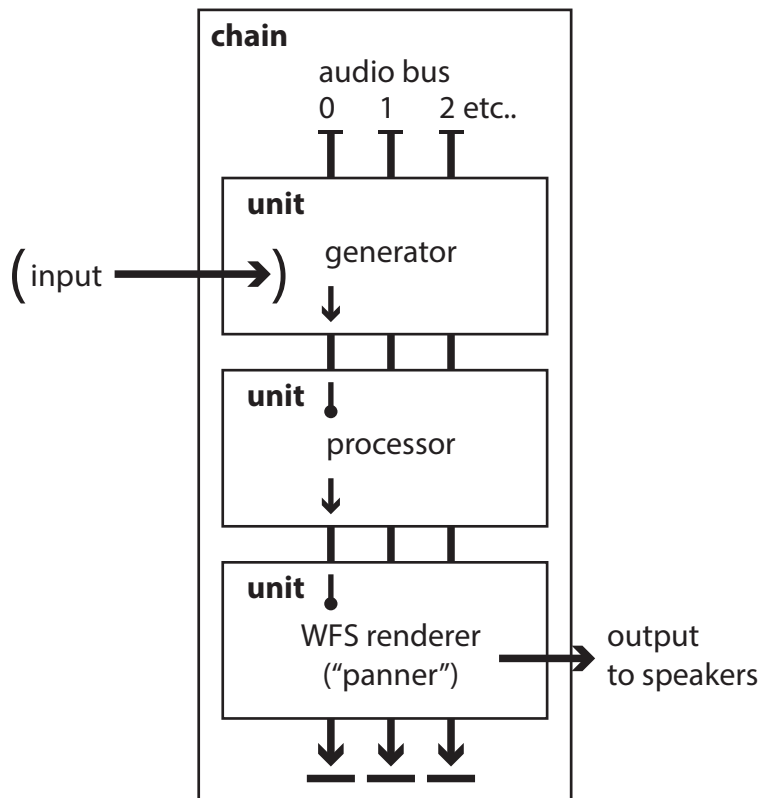 chain
audio bus
0 1 2 etc..
unit
generator
(input )
unit
processor
unit
WFS renderer
(“panner”)
output
to speakers